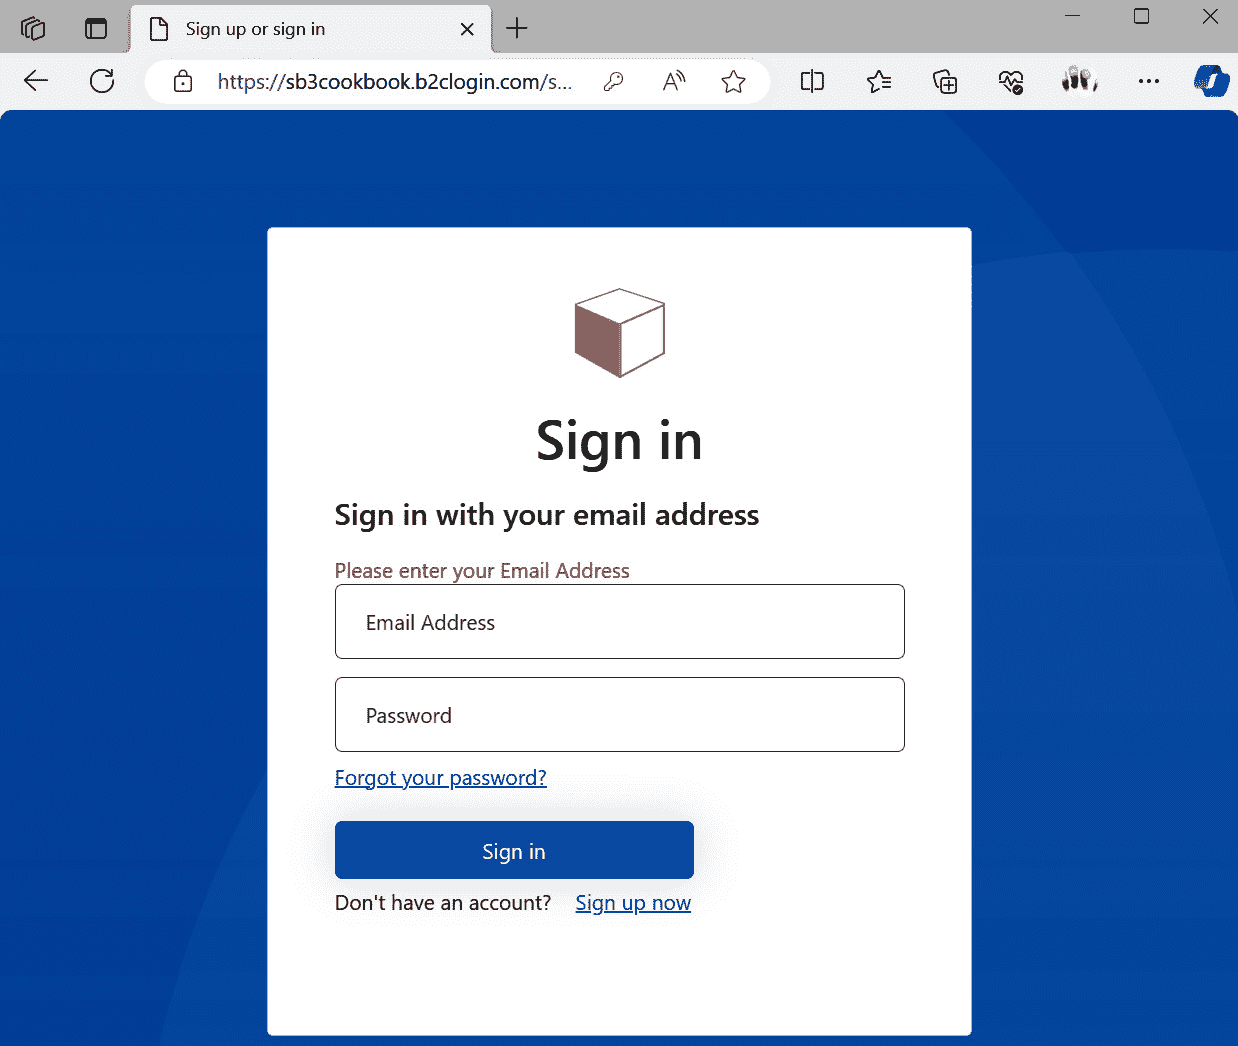 Sign up or sign in
https://sb3cookbook.b2clogin.com/s...
Sign in
Sign in with your email address
Please enter your Email Address
Email Address
Password
Forgot your password?
Sign in
Don't have an account? Sign up now